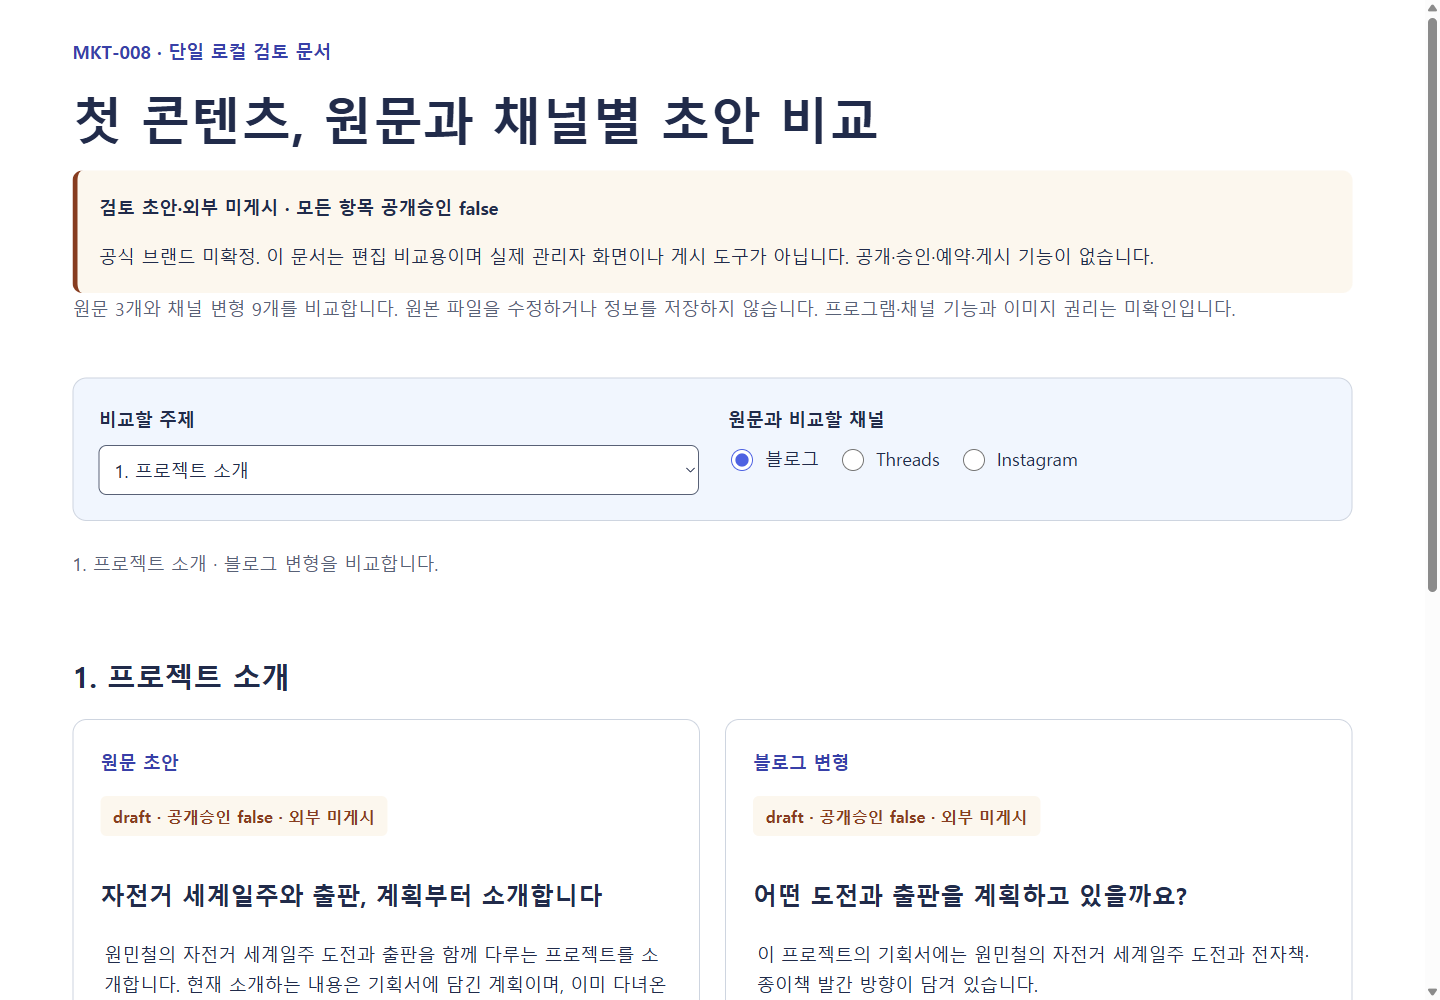 MKT-008 · 단일 로컬 검토 문서
첫 콘텐츠, 원문과 채널별 초안 비교
검토 초안·외부 미게시 · 모든 항목 공개승인 false
공식 브랜드 미확정. 이 문서는 편집 비교용이며 실제 관리자 화면이나 게시 도구가 아닙니다. 공개·승인·예약·게시 기능이 없습니다.
원문 3개와 채널 변형 9개를 비교합니다. 원본 파일을 수정하거나 정보를 저장하지 않습니다. 프로그램·채널 기능과 이미지 권리는 미확인입니다.
비교할 주제
1. 프로젝트 소개
원문과 비교할 채널
블로그 Threads Instagram
1. 프로젝트 소개 · 블로그 변형을 비교합니다.
1. 프로젝트 소개
원문 초안
draft · 공개승인 false · 외부 미게시
자전거 세계일주와 출판, 계획부터 소개합니다
원민철의 자전거 세계일주 도전과 출판을 함께 다루는 프로젝트를 소
개합니다. 현재 소개하는 내용은 기획서에 담긴 계획이며, 이미 다녀온
블로그 변형
draft · 공개승인 false · 외부 미게시
어떤 도전과 출판을 계획하고 있을까요?
이 프로젝트의 기획서에는 원민철의 자전거 세계일주 도전과 전자책·
종이책 발간 방향이 담겨 있습니다.